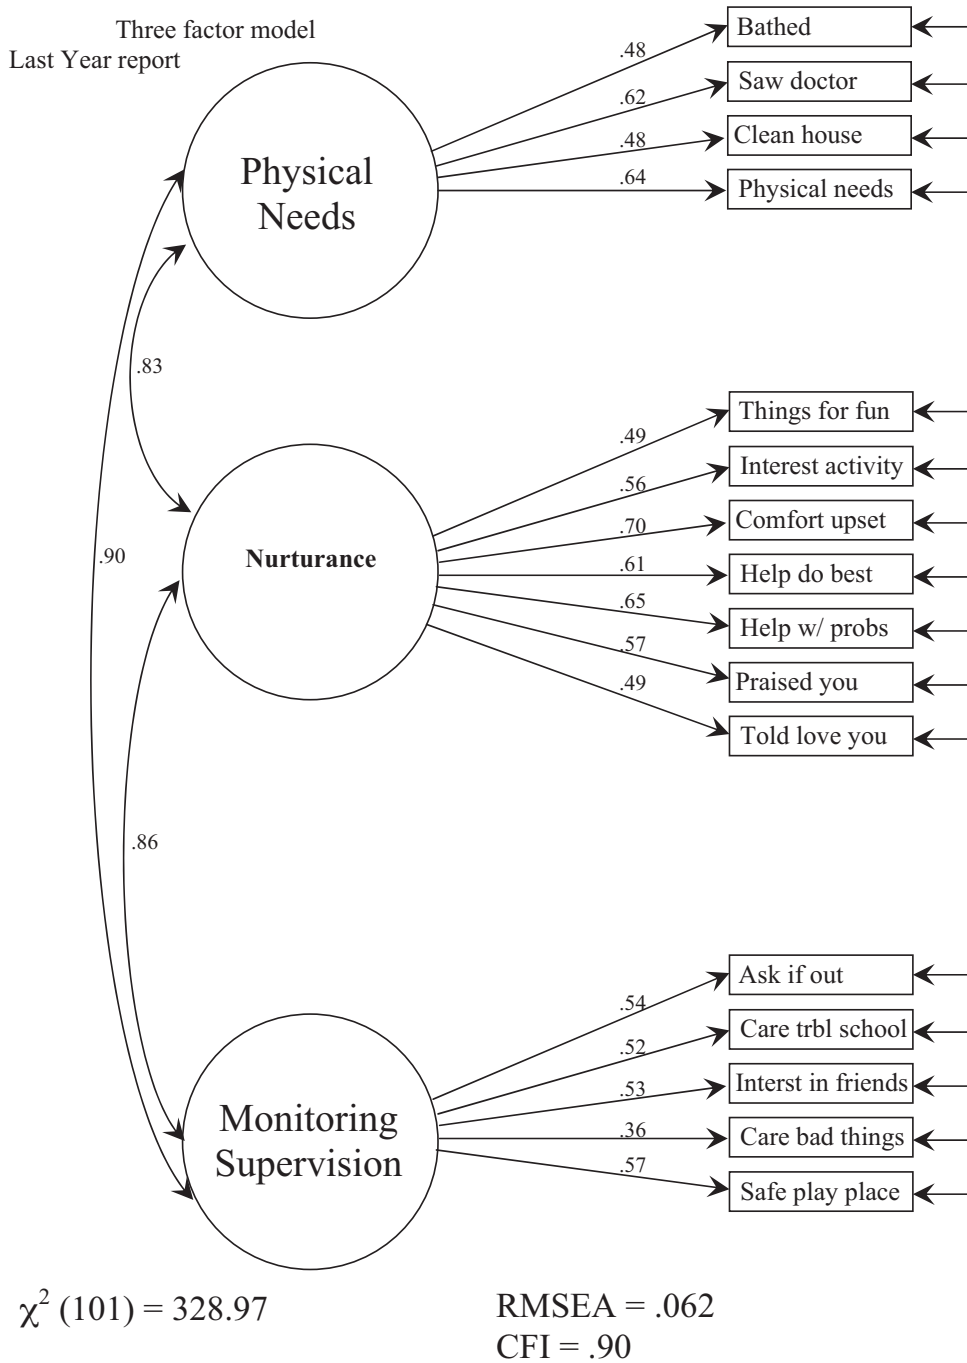 Three factor model
Last Year report
Physical
Needs
.48
.62
.48
.64
Bathed
Saw doctor
Clean house
Physical needs
.83
.90
Nurturance
.49
.56
.70
.61
.65
.57
.49
Things for fun
Interest activity
Comfort upset
Help do best
Help w/ probs
Praised you
Told love you
.86
Monitoring
Supervision
.54
.52
.53
.36
.57
Ask if out
Care trbl school
Interst in friends
Care bad things
Safe play place
χ² (101) = 328.97
RMSEA = .062
CFI = .90